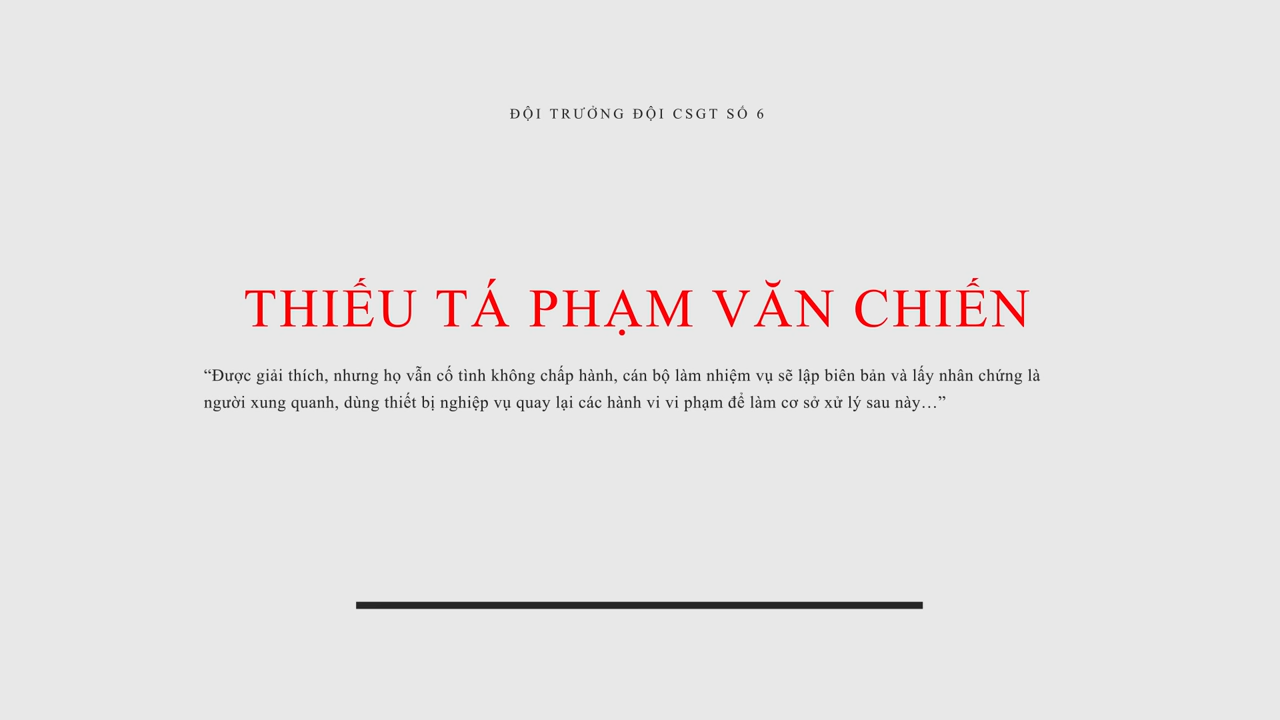 ĐỘI TRƯỞNG ĐỘI CSGT SỐ 6
THIẾU TÁ PHẠM VĂN CHIẾN
“Được giải thích, nhưng họ vẫn cố tình không chấp hành, cán bộ làm nhiệm vụ sẽ lập biên bản và lấy nhân chứng là
người xung quanh, dùng thiết bị nghiệp vụ quay lại các hành vi vi phạm để làm cơ sở xử lý sau này…”